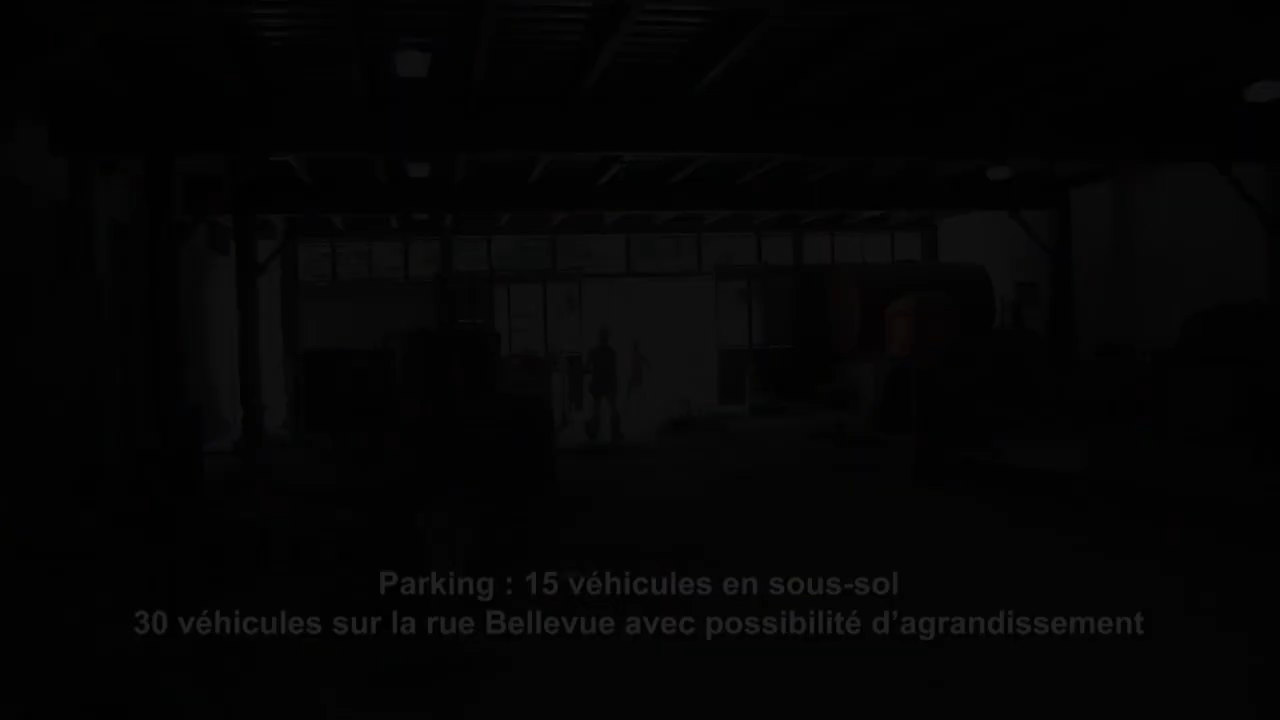 Parking : 15 véhicules en sous-sol
30 véhicules sur la rue Bellevue avec possibilité d’agrandissement